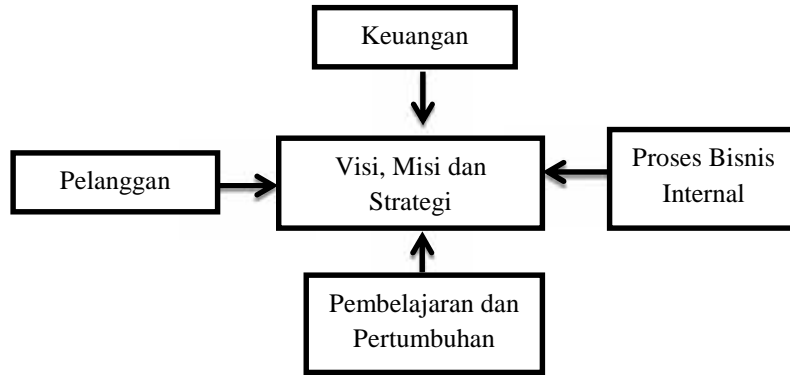 Keuangan
Pelanggan
Visi, Misi dan
Strategi
Proses Bisnis
Internal
Pembelajaran dan
Pertumbuhan